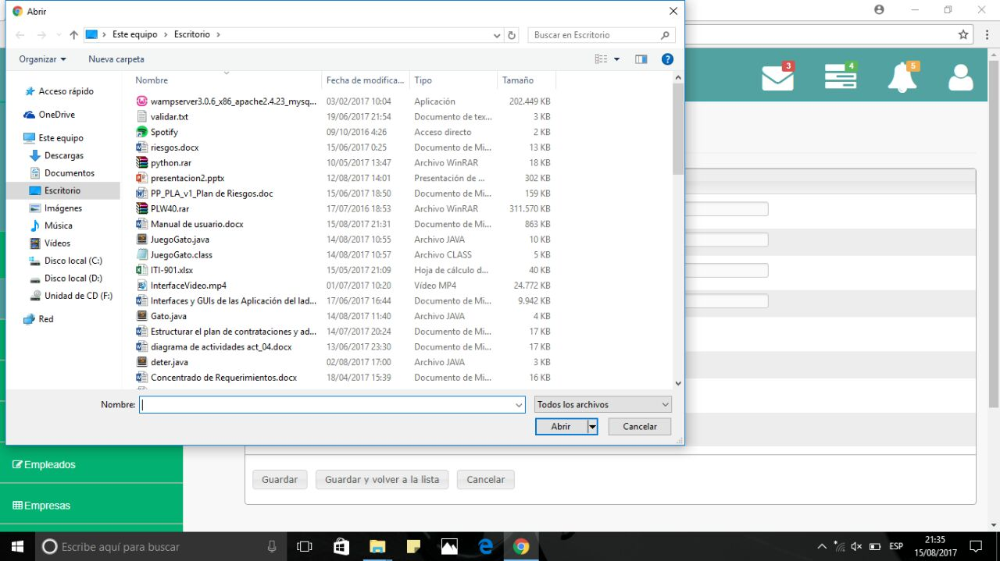 Abrir
Este equipo › Escritorio ›
Buscar en Escritorio
Organizar Nueva carpeta
3 4 5
Acceso rápido
OneDrive
Este equipo
Descargas
Documentos
Escritorio
Imágenes
Música
Vídeos
Disco local (C:)
Disco local (D:)
Unidad de CD (F:)
Red
Nombre Fecha de modifica... Tipo Tamaño
wampserver3.0.6_x86_apache2.4.23_mysq... 03/02/2017 10:04 Aplicación 202.449 KB
validar.txt 19/06/2017 21:54 Documento de tex... 3 KB
Spotify 09/10/2016 4:26 Acceso directo 2 KB
riesgos.docx 15/06/2017 0:25 Documento de Mi... 13 KB
python.rar 10/05/2017 13:47 Archivo WinRAR 18 KB
presentacion2.pptx 12/08/2017 14:01 Presentación de ... 302 KB
PP_PLA_v1_Plan de Riesgos.doc 15/06/2017 18:50 Documento de Mi... 159 KB
PLW40.rar 17/07/2016 18:53 Archivo WinRAR 311.570 KB
Manual de usuario.docx 15/08/2017 21:31 Documento de Mi... 863 KB
JuegoGato.java 14/08/2017 10:55 Archivo JAVA 10 KB
JuegoGato.class 14/08/2017 10:57 Archivo CLASS 5 KB
ITI-901.xlsx 15/05/2017 21:09 Hoja de cálculo d... 40 KB
InterfaceVideo.mp4 01/07/2017 10:20 Vídeo MP4 24.772 KB
Interfaces y GUIs de las Aplicación del lad... 17/06/2017 16:44 Documento de Mi... 9.942 KB
Gato.java 14/08/2017 11:40 Archivo JAVA 4 KB
Estructurar el plan de contrataciones y ad... 14/07/2017 20:24 Documento de Mi... 17 KB
diagrama de actividades act_04.docx 13/06/2017 23:30 Documento de Mi... 17 KB
deter.java 02/08/2017 17:00 Archivo JAVA 3 KB
Concentrado de Requerimientos.docx 18/04/2017 15:39 Documento de Mi... 16 KB
Nombre: Todos los archivos
Abrir Cancelar
Empleados
Empresas
Guardar Guardar y volver a la lista Cancelar
Escribe aquí para buscar
ESP
21:35
15/08/2017